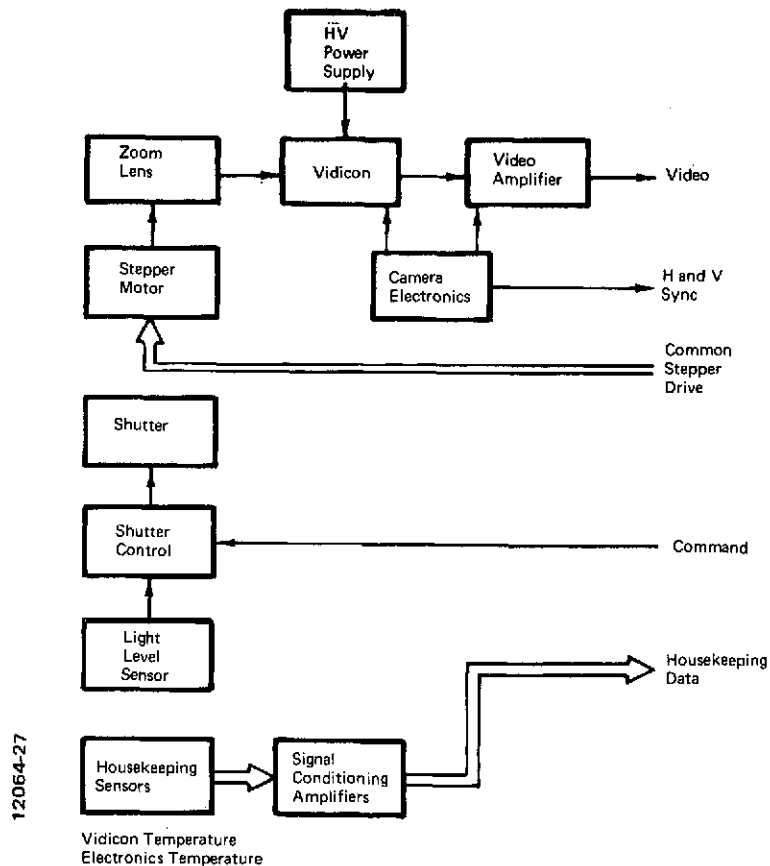 HV
Power
Supply
Zoom
Lens
Vidicon
Video
Amplifier
Video
Stepper
Motor
Camera
Electronics
H and V
Sync
Common
Stepper
Drive
Shutter
Shutter
Control
Command
Light
Level
Sensor
Housekeeping
Data
Housekeeping
Sensors
Signal
Conditioning
Amplifiers
12064-27
Vidicon Temperature
Electronics Temperature